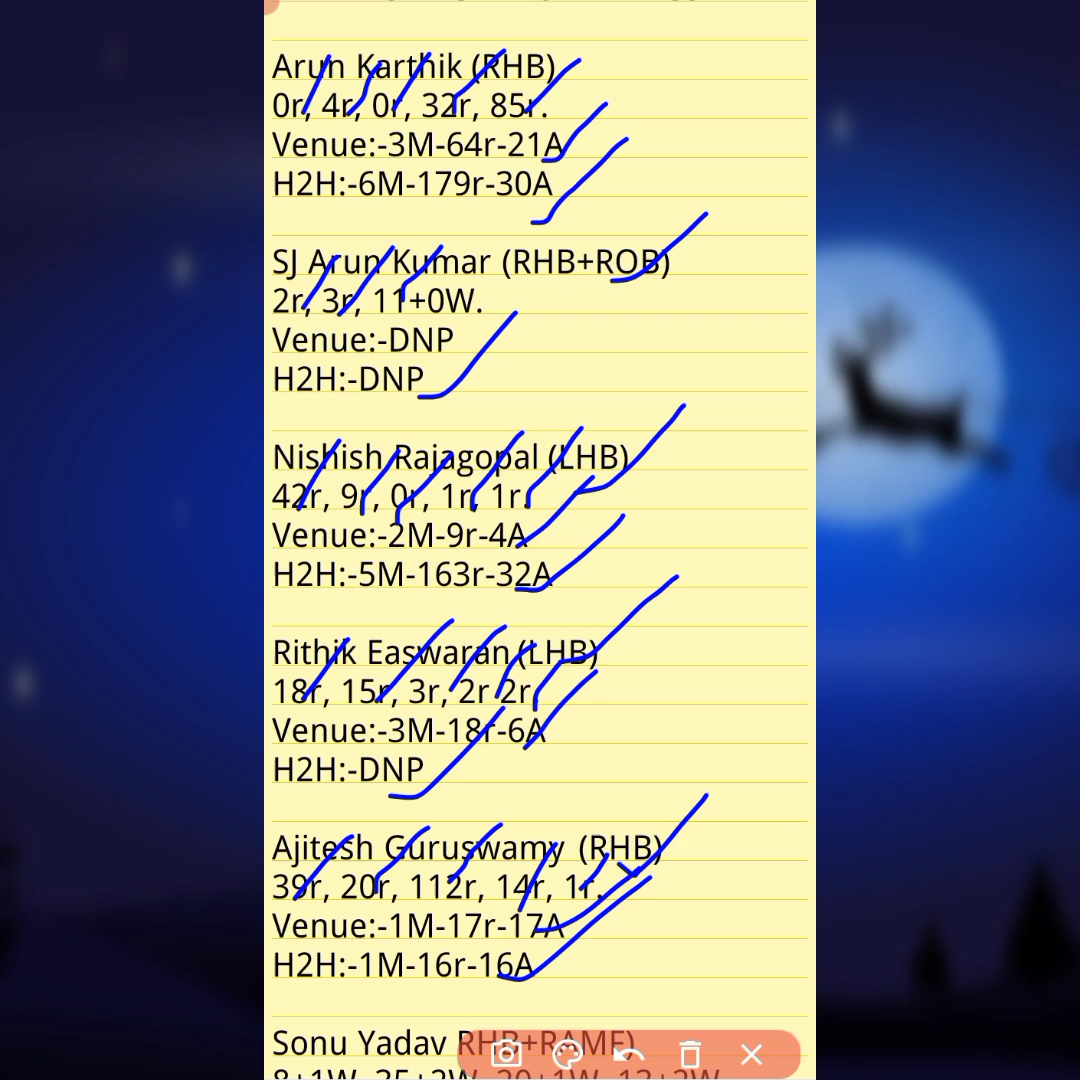 Arun Karthik (RHB)
0r, 4r, 0r, 32r, 85r.
Venue:-3M-64r-21A
H2H:-6M-179r-30A
SJ Arun Kumar (RHB+ROB)
2r, 3r, 11+0W.
Venue:-DNP
H2H:-DNP
Nishish Rajagopal (LHB)
42r, 9r, 0r, 1r, 1r.
Venue:-2M-9r-4A
H2H:-5M-163r-32A
Rithik Easwaran (LHB)
18r, 15r, 3r, 2r 2r
Venue:-3M-18r-6A
H2H:-DNP
Ajitesh Guruswamy (RHB)
39r, 20r, 112r, 14r, 1r.
Venue:-1M-17r-17A
H2H:-1M-16r-16A
Sonu Yadav RHB+RAMF)